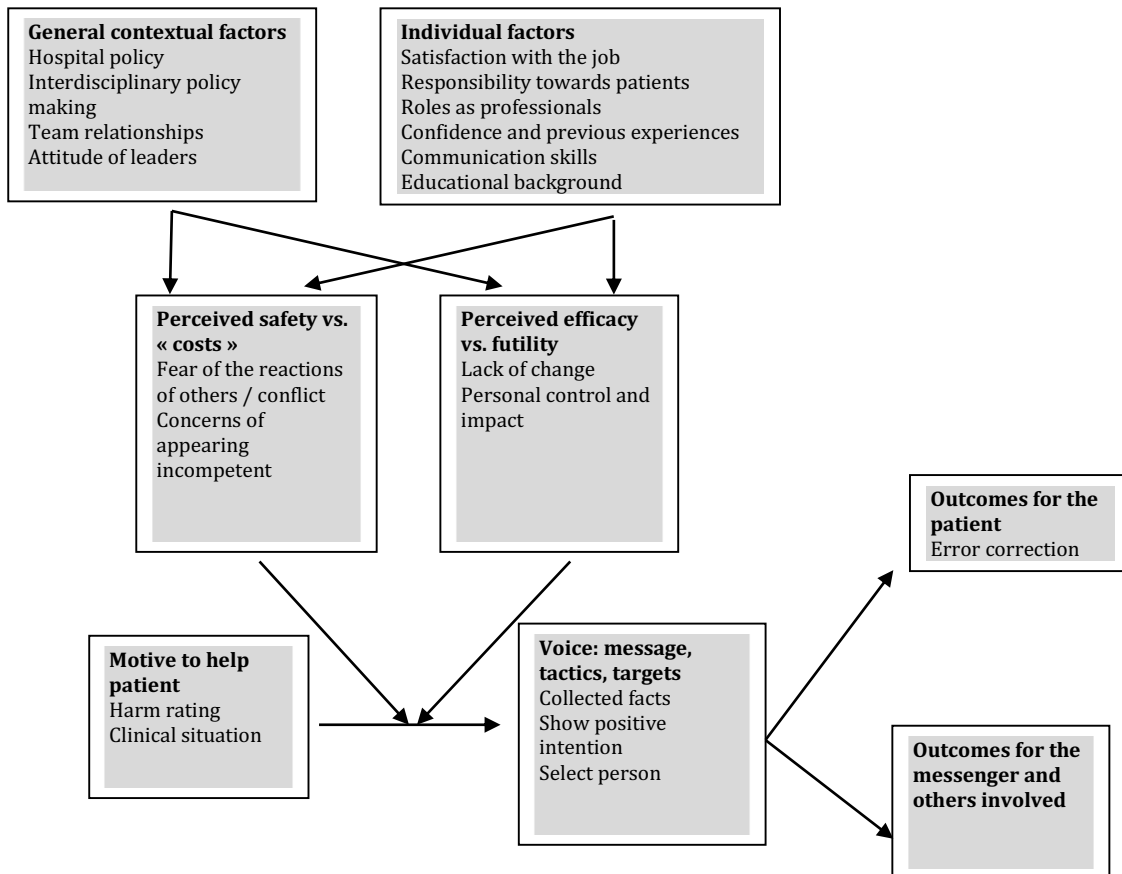 General contextual factors
Hospital policy
Interdisciplinary policy
making
Team relationships
Attitude of leaders
Individual factors
Satisfaction with the job
Responsibility towards patients
Roles as professionals
Confidence and previous experiences
Communication skills
Educational background
Perceived safety vs.
« costs »
Fear of the reactions
of others / conflict
Concerns of
appearing
incompetent
Perceived efficacy
vs. futility
Lack of change
Personal control and
impact
Motive to help
patient
Harm rating
Clinical situation
Voice: message,
tactics, targets
Collected facts
Show positive
intention
Select person
Outcomes for the
patient
Error correction
Outcomes for the
messenger and
others involved